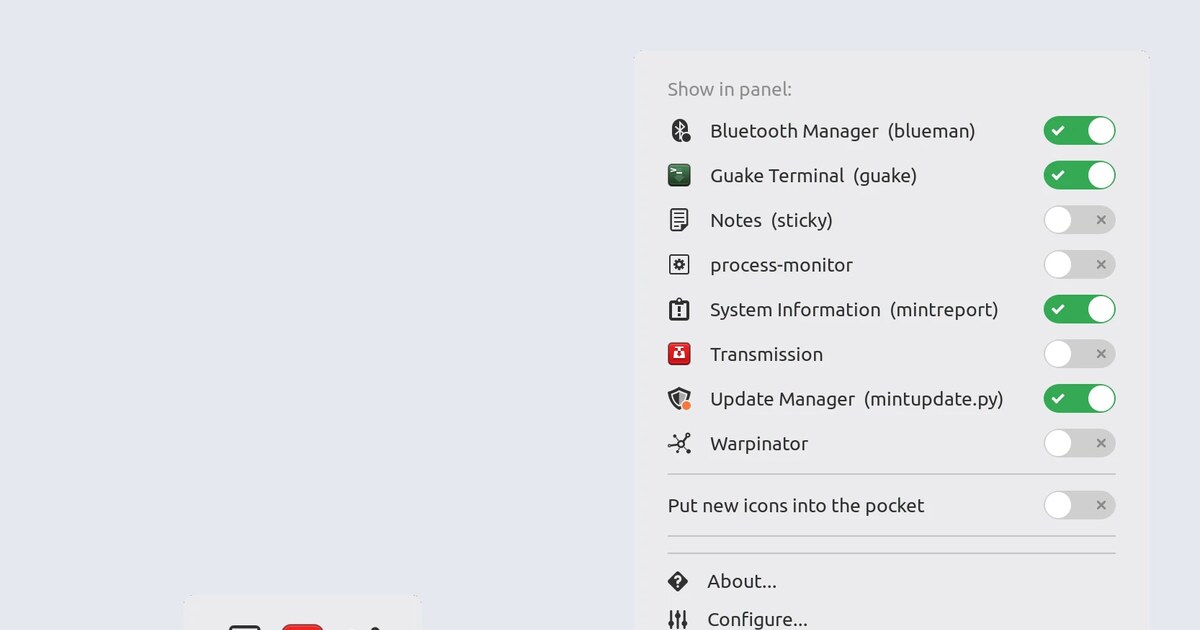 Show in panel:
Bluetooth Manager (blueman)
Guake Terminal (guake)
Notes (sticky)
process-monitor
System Information (mintreport)
Transmission
Update Manager (mintupdate.py)
Warpinator
Put new icons into the pocket
About...
Configure...